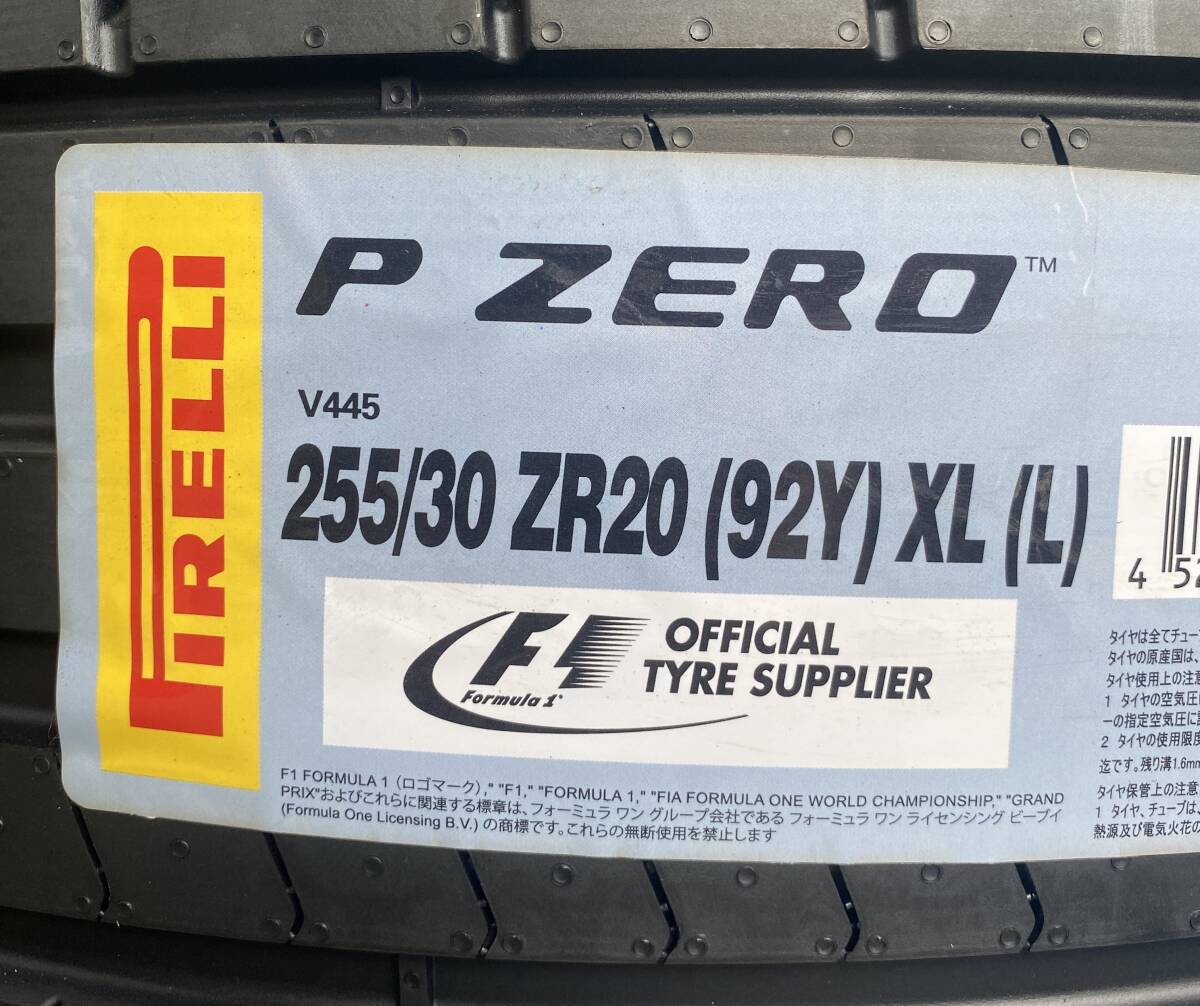 PIRELLI
P ZERO™
V445
255/30 ZR20 (92Y) XL (L)
F1 Formula 1®
OFFICIAL
TYRE SUPPLIER
F1 FORMULA 1 (ロゴマーク)," "F1," "FORMULA 1," "FIA FORMULA ONE WORLD CHAMPIONSHIP," "GRAND
PRIX"およびこれらに関連する標章は、フォーミュラ ワン グループ会社である フォーミュラ ワン ライセンシング ビーブイ
(Formula One Licensing B.V.) の商標です。これらの無断使用を禁止します
4 52
タイヤは全てチュー
タイヤの原産国は、
タイヤ使用上の注意
1 タイヤの空気圧
ーの指定空気圧に
2 タイヤの使用限度
迄です。残り溝1.6mm
タイヤ保管上の注意
1 タイヤ、チューブは、
熱源及び電気火花の